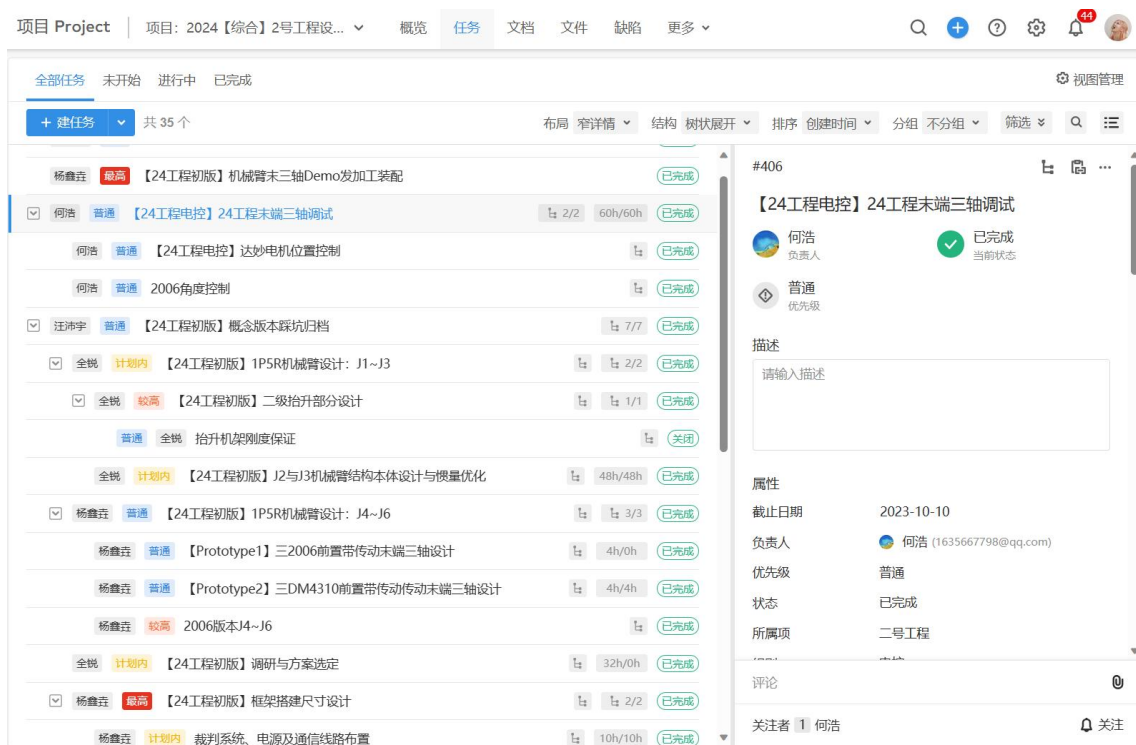 项目 Project 项目：2024【综合】2号工程设... 概览 任务 文档 文件 缺陷 更多 44
全部任务 未开始 进行中 已完成 视图管理
+ 建任务 共 35 个 布局 窄详情 结构 树状展开 排序 创建时间 分组 不分组 筛选
杨鑫垚 最高 【24工程初版】机械臂末三轴Demo发加工装配 已完成
何浩 普通 【24工程电控】24工程末端三轴调试 2/2 60h/60h 已完成
何浩 普通 【24工程电控】达妙电机位置控制 已完成
何浩 普通 2006角度控制 已完成
汪沛宇 普通 【24工程初版】概念版本踩坑归档 7/7 已完成
全锐 计划内 【24工程初版】1P5R机械臂设计：J1~J3 2/2 已完成
全锐 较高 【24工程初版】二级抬升部分设计 1/1 已完成
普通 全锐 抬升机架刚度保证 关闭
全锐 计划内 【24工程初版】J2与J3机械臂结构本体设计与惯量优化 48h/48h 已完成
杨鑫垚 普通 【24工程初版】1P5R机械臂设计：J4~J6 3/3 已完成
杨鑫垚 普通 【Prototype1】三2006前置带传动末端三轴设计 4h/0h 已完成
杨鑫垚 普通 【Prototype2】三DM4310前置带传动传动末端三轴设计 4h/4h 已完成
杨鑫垚 较高 2006版本J4~J6 已完成
全锐 计划内 【24工程初版】调研与方案选定 32h/0h 已完成
杨鑫垚 最高 【24工程初版】框架搭建尺寸设计 2/2 已完成
杨鑫垚 计划内 裁判系统、电源及通信线路布置 10h/10h 已完成
#406
【24工程电控】24工程末端三轴调试
何浩 已完成
负责人 当前状态
普通
优先级
描述
请输入描述
属性
截止日期 2023-10-10
负责人 何浩 (1635667798@qq.com)
优先级 普通
状态 已完成
所属项 二号工程
评论
关注者 1 何浩 关注